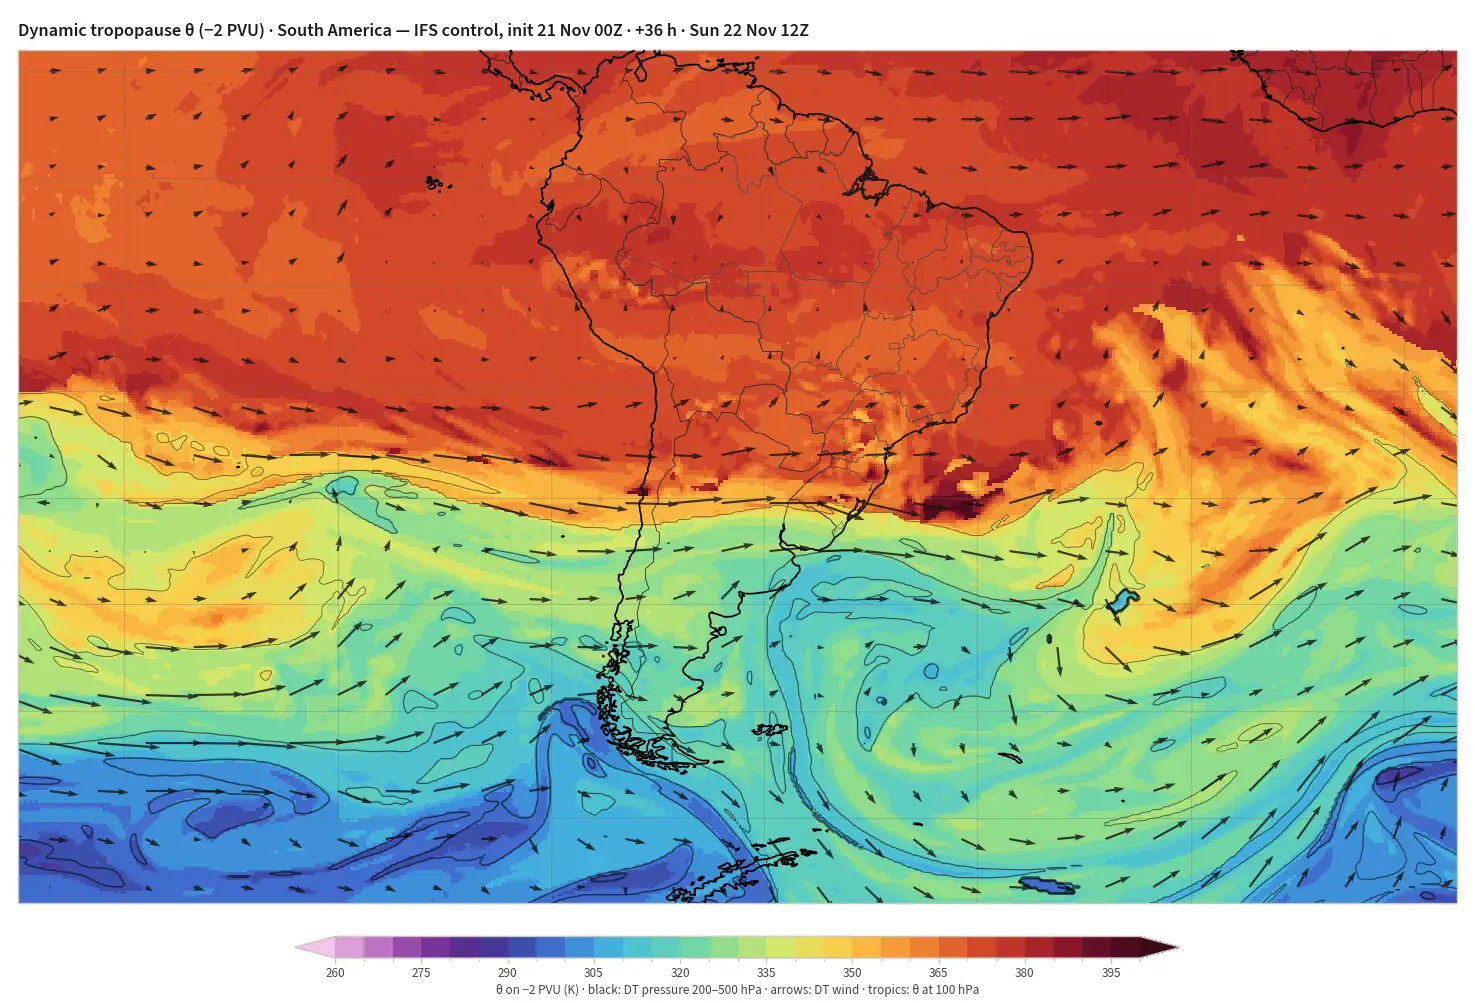 Dynamic tropopause θ (−2 PVU) · South America — IFS control, init 21 Nov 00Z · +36 h · Sun 22 Nov 12Z
260 275 290 305 320 335 350 365 380 395
θ on −2 PVU (K) · black: DT pressure 200–500 hPa · arrows: DT wind · tropics: θ at 100 hPa